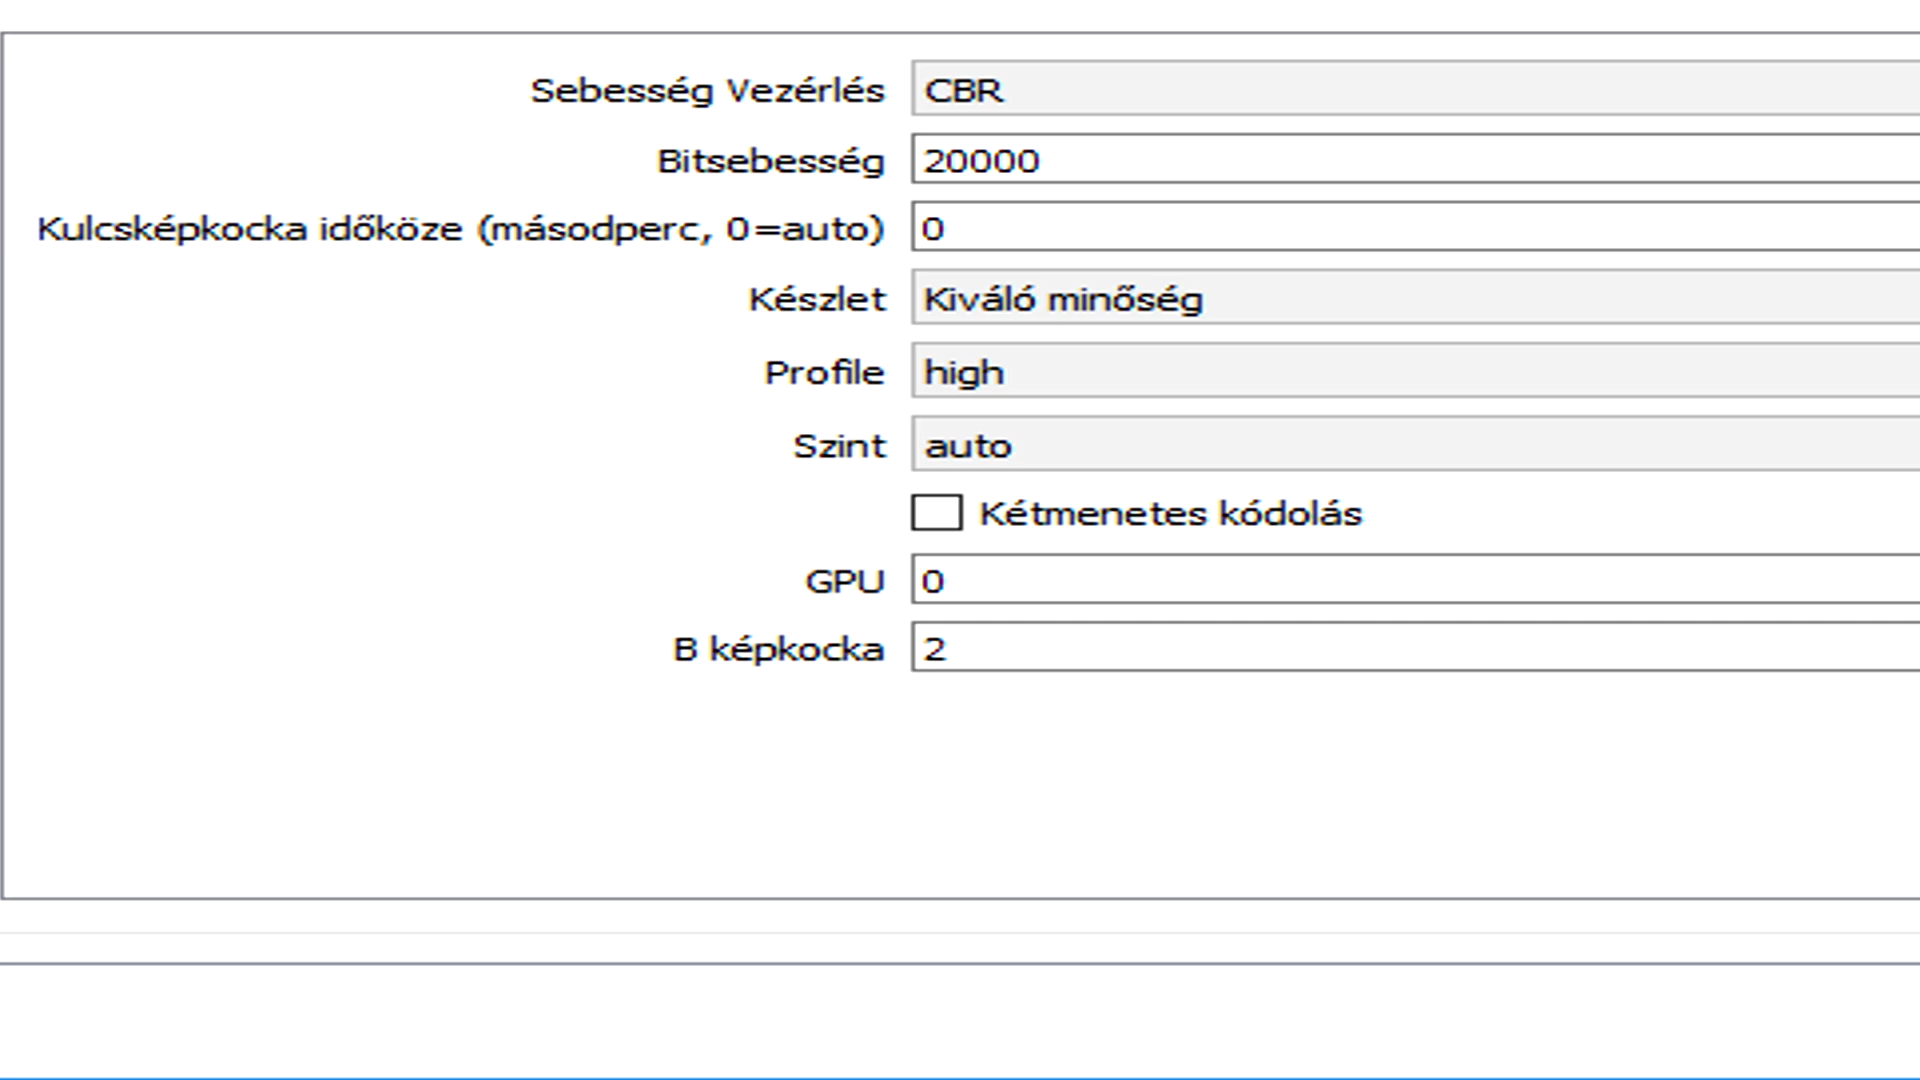 Sebesség Vezérlés CBR
Bitsebesség 20000
Kulcsképkocka időköze (másodperc, 0=auto) 0
Készlet Kiváló minőség
Profile high
Szint auto
Kétmenetes kódolás
GPU 0
B képkocka 2